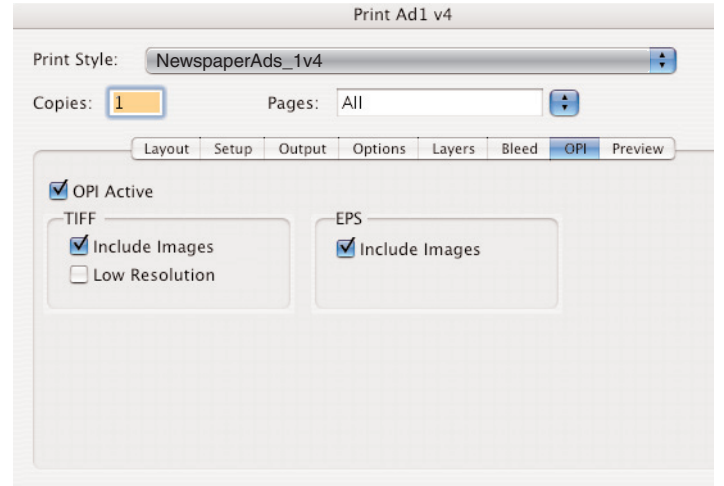 Print Ad1 v4
Print Style: NewspaperAds_1v4
Copies: 1 Pages: All
Layout Setup Output Options Layers Bleed OPI Preview
OPI Active
TIFF EPS
Include Images Include Images
Low Resolution